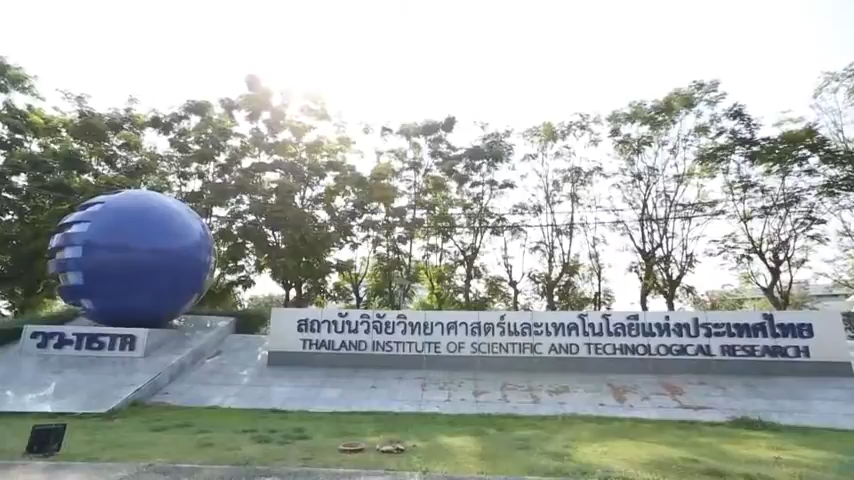 วว.TISTR
สถาบันวิจัยวิทยาศาสตร์และเทคโนโลยีแห่งประเทศไทย
THAILAND INSTITUTE OF SCIENTIFIC AND TECHNOLOGICAL RESEARCH